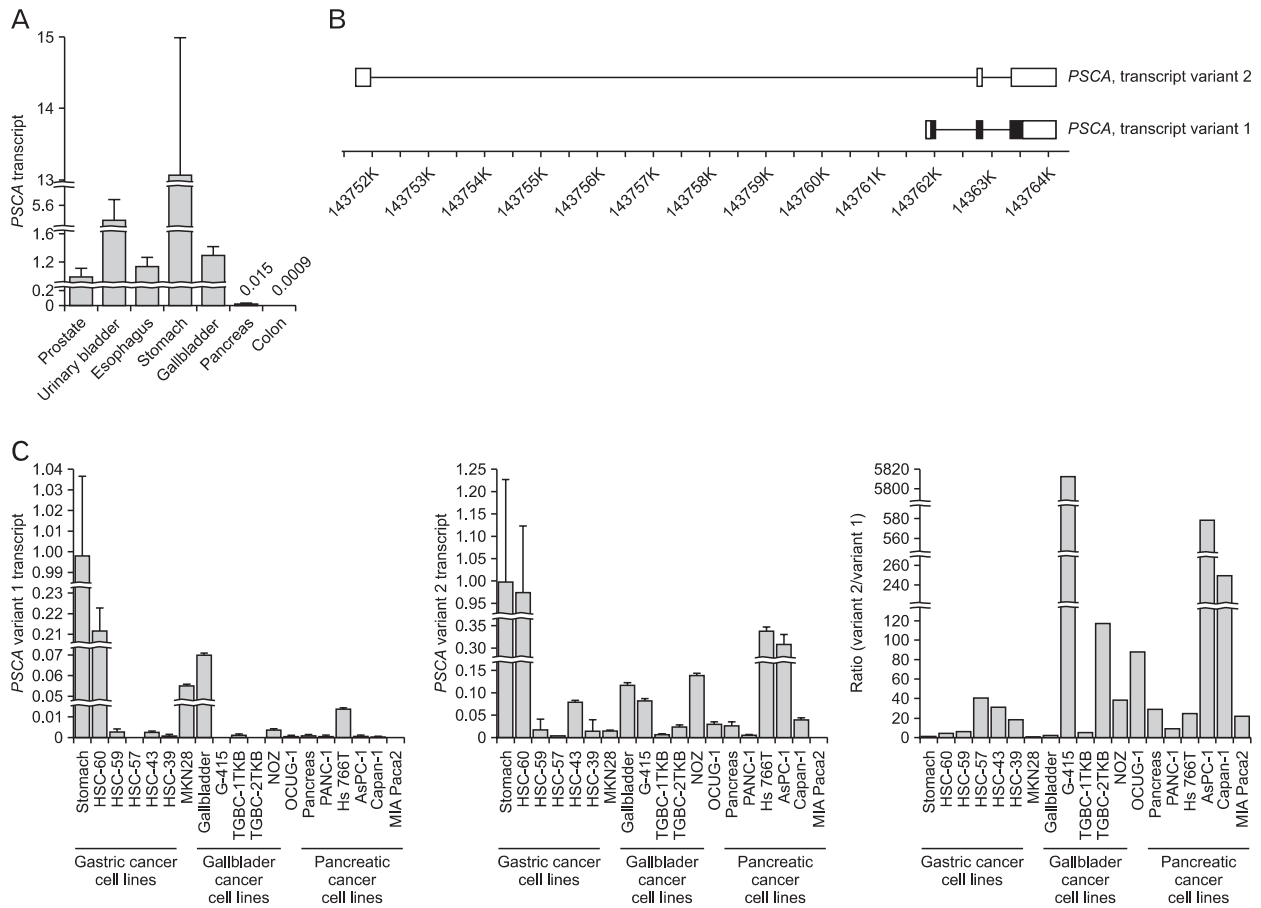 A
15
14
13
5.6
1.6
1.2
0.2
0
PSCA transcript
0.015
0.0009
Prostate
Urinary bladder
Esophagus
Stomach
Gallbladder
Pancreas
Colon
B
PSCA, transcript variant 2
PSCA, transcript variant 1
143752K
143753K
143754K
143755K
143756K
143757K
143758K
143759K
143760K
143761K
143762K
14363K
143764K
C
1.04
1.03
1.02
1.01
1.00
0.99
0.23
0.22
0.21
0.07
0.06
0.05
0.01
0
PSCA variant 1 transcript
Stomach
HSC-60
HSC-59
HSC-57
HSC-43
HSC-39
MKN28
Gallbladder
G-415
TGBC-1TKB
TGBC-2TKB
NOZ
OCUG-1
Pancreas
PANC-1
Hs 766T
AsPC-1
Capan-1
MIA Paca2
Gastric cancer
cell lines
Gallblader
cancer
cell lines
Pancreatic
cancer
cell lines
1.25
1.20
1.15
1.10
1.05
1.00
0.95
0.35
0.30
0.15
0.10
0.05
0
PSCA variant 2 transcript
Stomach
HSC-60
HSC-59
HSC-57
HSC-43
HSC-39
MKN28
Gallblader
G-415
TGBC-1TKB
TGBC-2TKB
NOZ
OCUG-1
Pancreas
PANC-1
Hs 766T
AsPC-1
Capan-1
MIA Paca2
Gastric cancer
cell lines
Gallblader
cancer
cell lines
Pancreatic
cancer
cell lines
5820
5800
580
560
260
240
120
100
80
60
40
20
0
Ratio (variant 2/variant 1)
Stomach
HSC-60
HSC-59
HSC-57
HSC-43
HSC-39
MKN28
Gallblader
G-415
TGBC-1TKB
TGBC-2TKB
NOZ
OCUG-1
Pancreas
PANC-1
Hs 766T
AsPC-1
Capan-1
MIA Paca2
Gastric cancer
cell lines
Gallblader
cancer
cell lines
Pancreatic
cancer
cell lines